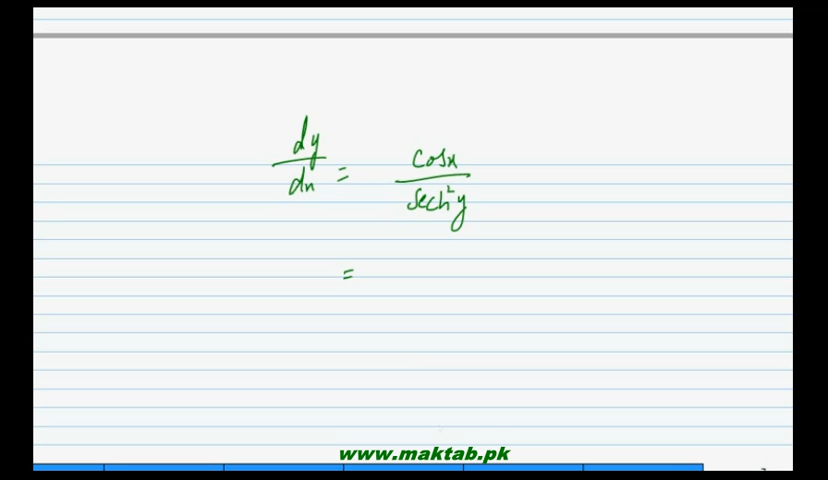 dy/dx = cosx/sech²y
=
www.maktab.pk